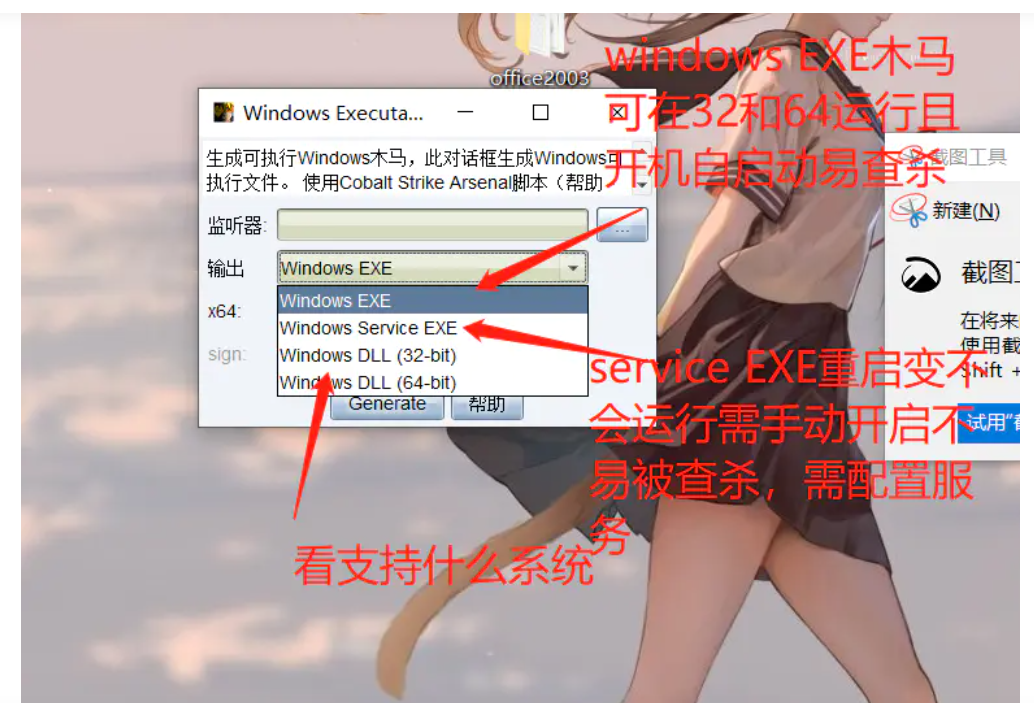 office2003
windows EXE木马
可在32和64运行且
开机自启动易查杀
Windows Executa...
生成可执行Windows木马，此对话框生成Windows可
执行文件。 使用Cobalt Strike Arsenal脚本（帮助
监听器:
...
输出
Windows EXE
Windows EXE
x64:
Windows Service EXE
sign:
Windows DLL (32-bit)
Windows DLL (64-bit)
Generate
帮助
截图工具
新建(N)
截图工
在将来
使用截
Shift +
试用“截
service EXE重启变不
会运行需手动开启不
易被查杀，需配置服
务
看支持什么系统